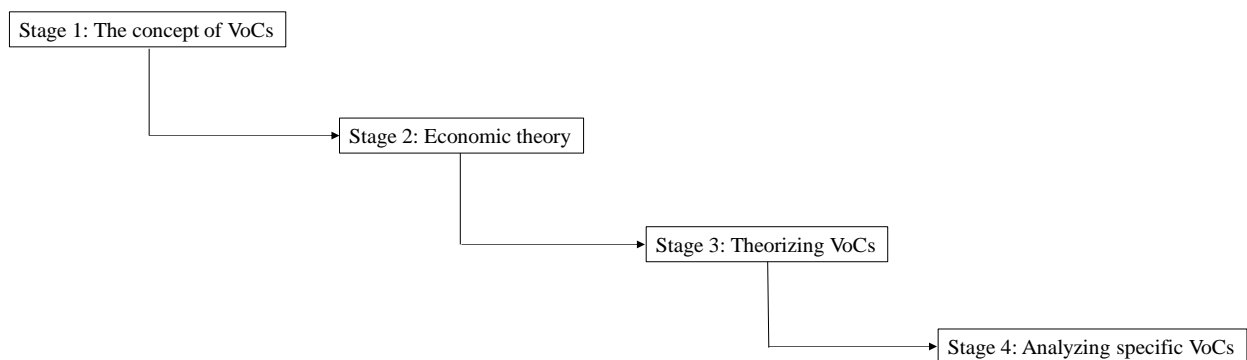 Stage 1: The concept of VoCs
Stage 2: Economic theory
Stage 3: Theorizing VoCs
Stage 4: Analyzing specific VoCs